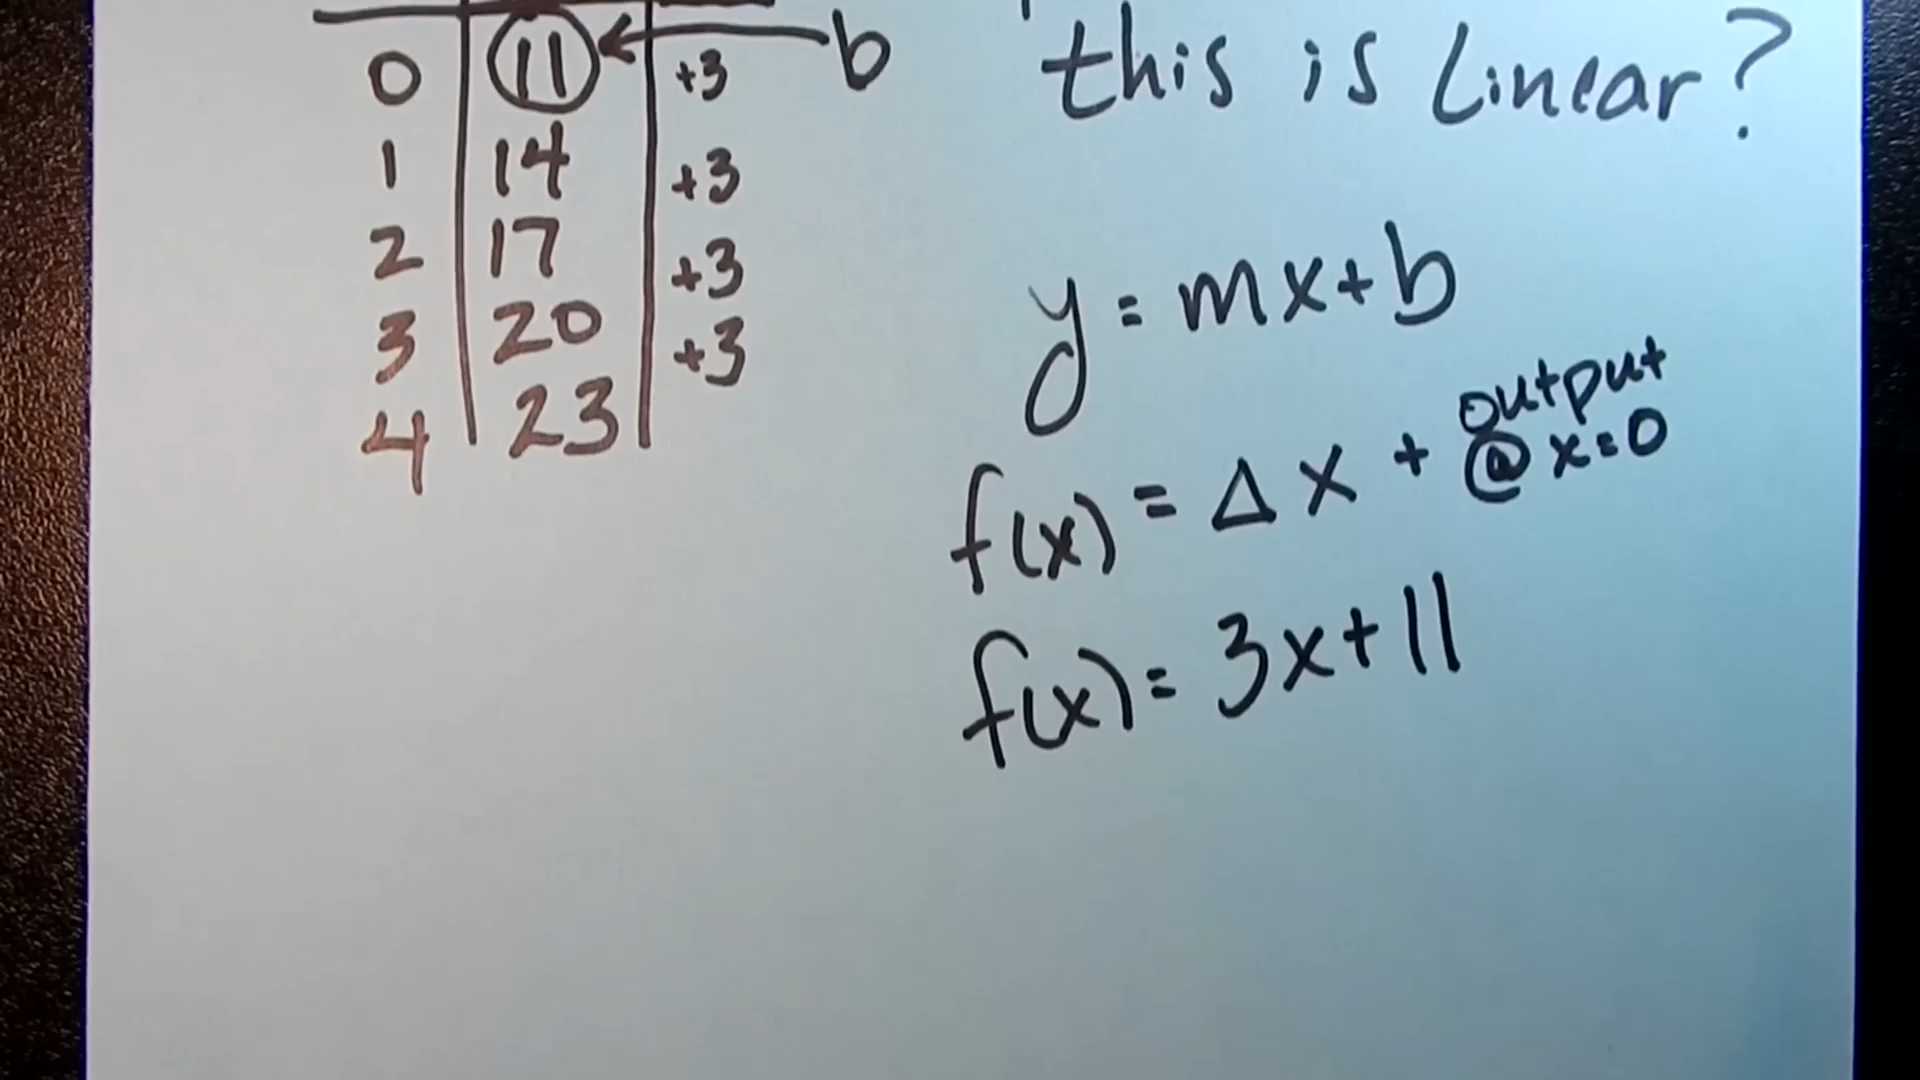 0 11 +3 b
1 14 +3
2 17 +3
3 20 +3
4 23
this is linear?
y = mx + b
f(x) = Δ x + output @ x = 0
f(x) = 3x + 11